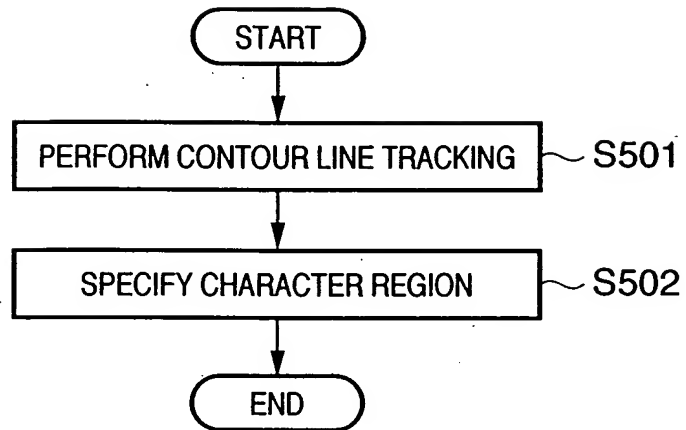 START
PERFORM CONTOUR LINE TRACKING
S501
SPECIFY CHARACTER REGION
S502
END